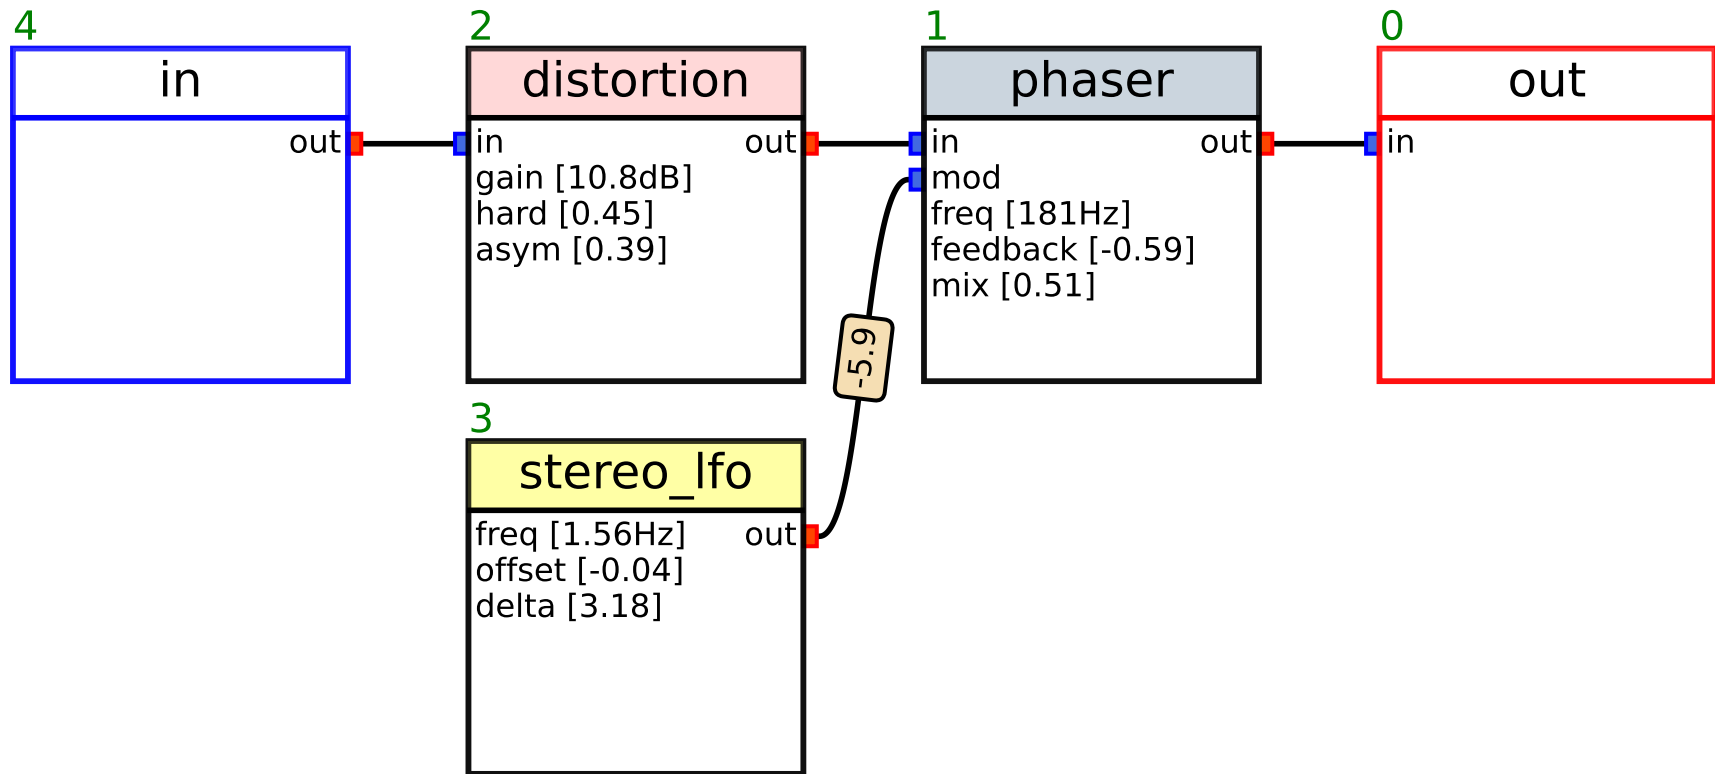 4
in
out
2
distortion
in
out
gain [10.8dB]
hard [0.45]
asym [0.39]
1
phaser
in
out
mod
freq [181Hz]
feedback [-0.59]
mix [0.51]
0
out
in
-5.9
3
stereo_lfo
freq [1.56Hz]
out
offset [-0.04]
delta [3.18]